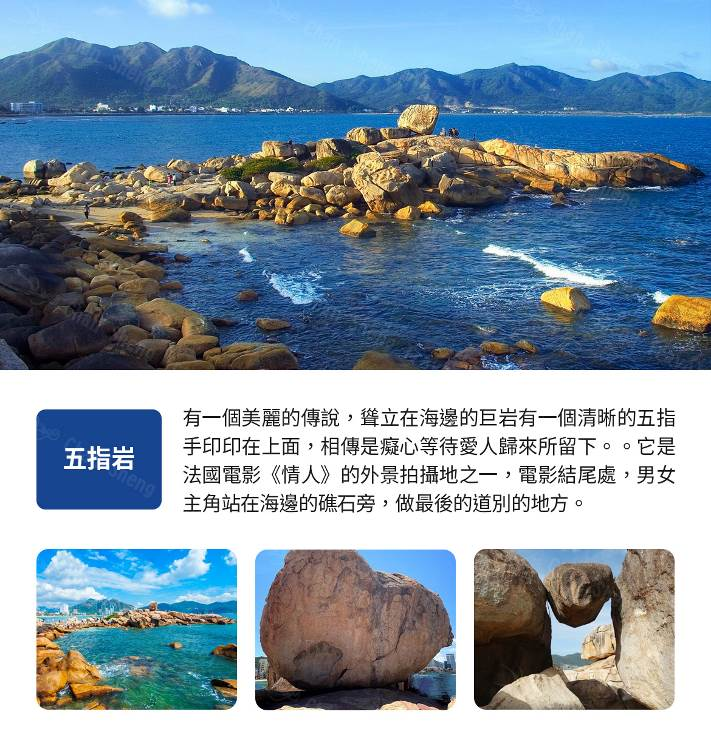 五指岩
有一個美麗的傳說，聳立在海邊的巨岩有一個清晰的五指
手印印在上面，相傳是癡心等待愛人歸來所留下。。它是
法國電影《情人》的外景拍攝地之一，電影結尾處，男女
主角站在海邊的礁石旁，做最後的道別的地方。